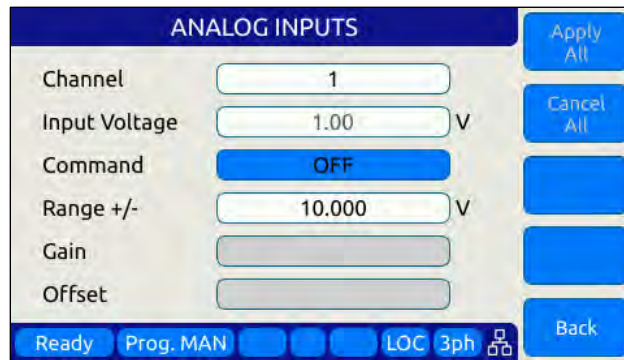 ANALOG INPUTS
Apply
All
Channel 1
Input Voltage 1.00 V
Cancel
All
Command OFF
Range +/- 10.000 V
Gain
Offset
Back
Ready Prog. MAN LOC 3ph